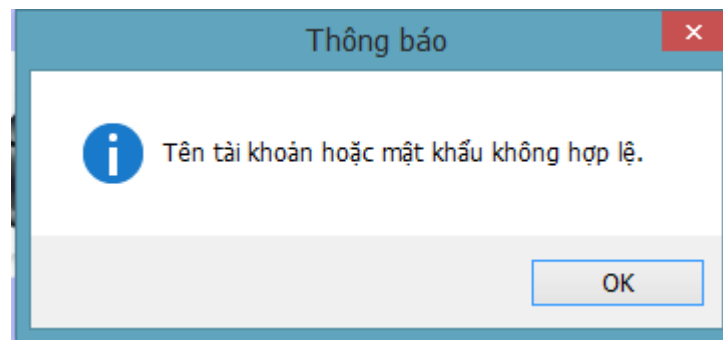 Thông báo
Tên tài khoản hoặc mật khẩu không hợp lệ.
OK